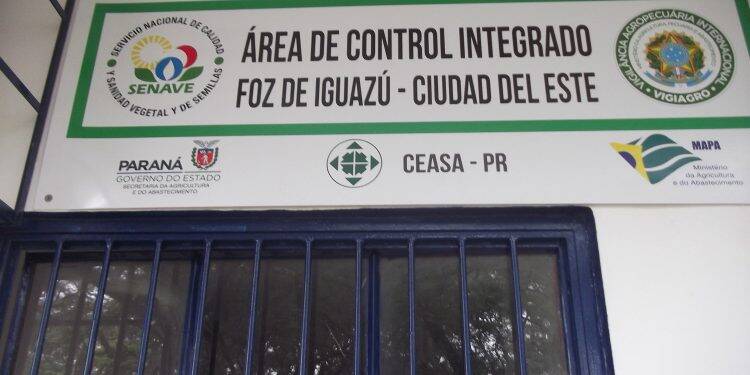 SERVICIO NACIONAL DE CALIDAD
Y SANIDAD VEGETAL Y DE SEMILLAS
SENAVE
ÁREA DE CONTROL INTEGRADO
FOZ DE IGUAZÚ - CIUDAD DEL ESTE
VIGILÂNCIA AGROPECUÁRIA INTERNACIONAL
VIGIAGRO
PARANÁ
GOVERNO DO ESTADO
SECRETARIA DA AGRICULTURA
E DO ABASTECIMENTO
CEASA - PR
MAPA
Ministério
da Agricultura
e do Abastecimento